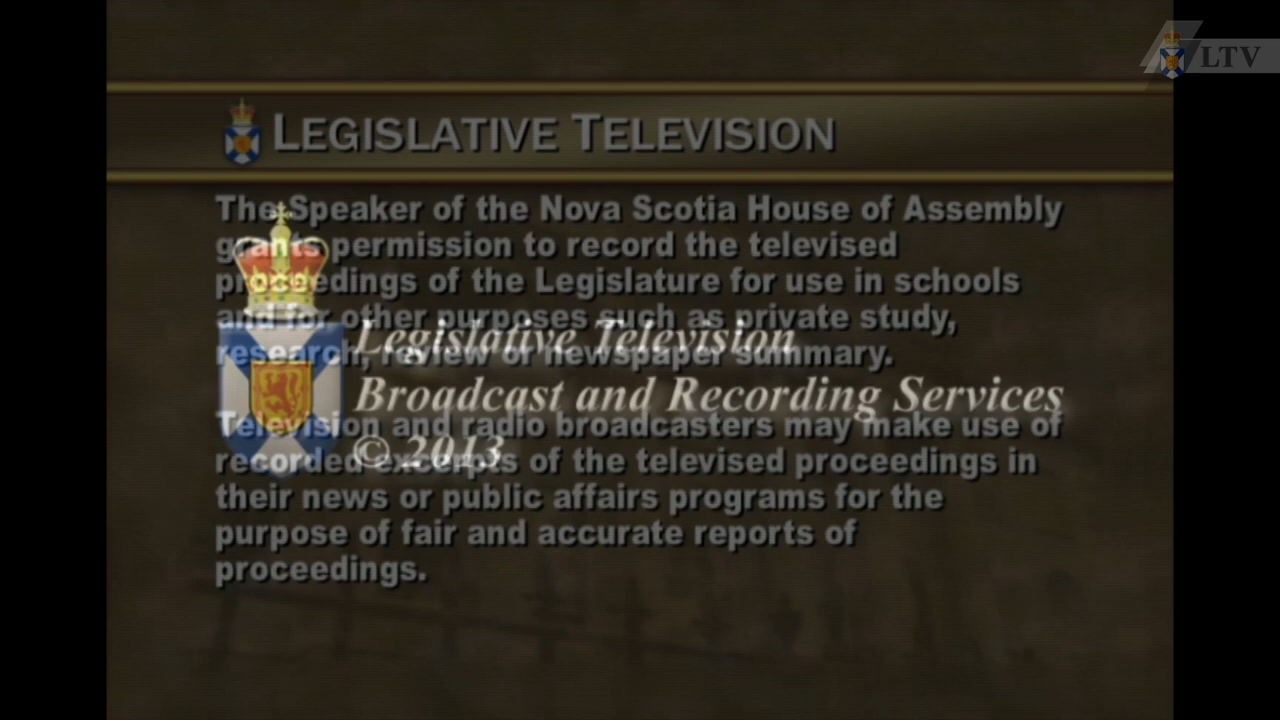 LTV
LEGISLATIVE TELEVISION
The Speaker of the Nova Scotia House of Assembly
grants permission to record the televised
proceedings of the Legislature for use in schools
and for other purposes such as private study,
research, review or newspaper summary.
Legislative Television
Broadcast and Recording Services
© 2013
Television and radio broadcasters may make use of
recorded excerpts of the televised proceedings in
their news or public affairs programs for the
purpose of fair and accurate reports of
proceedings.